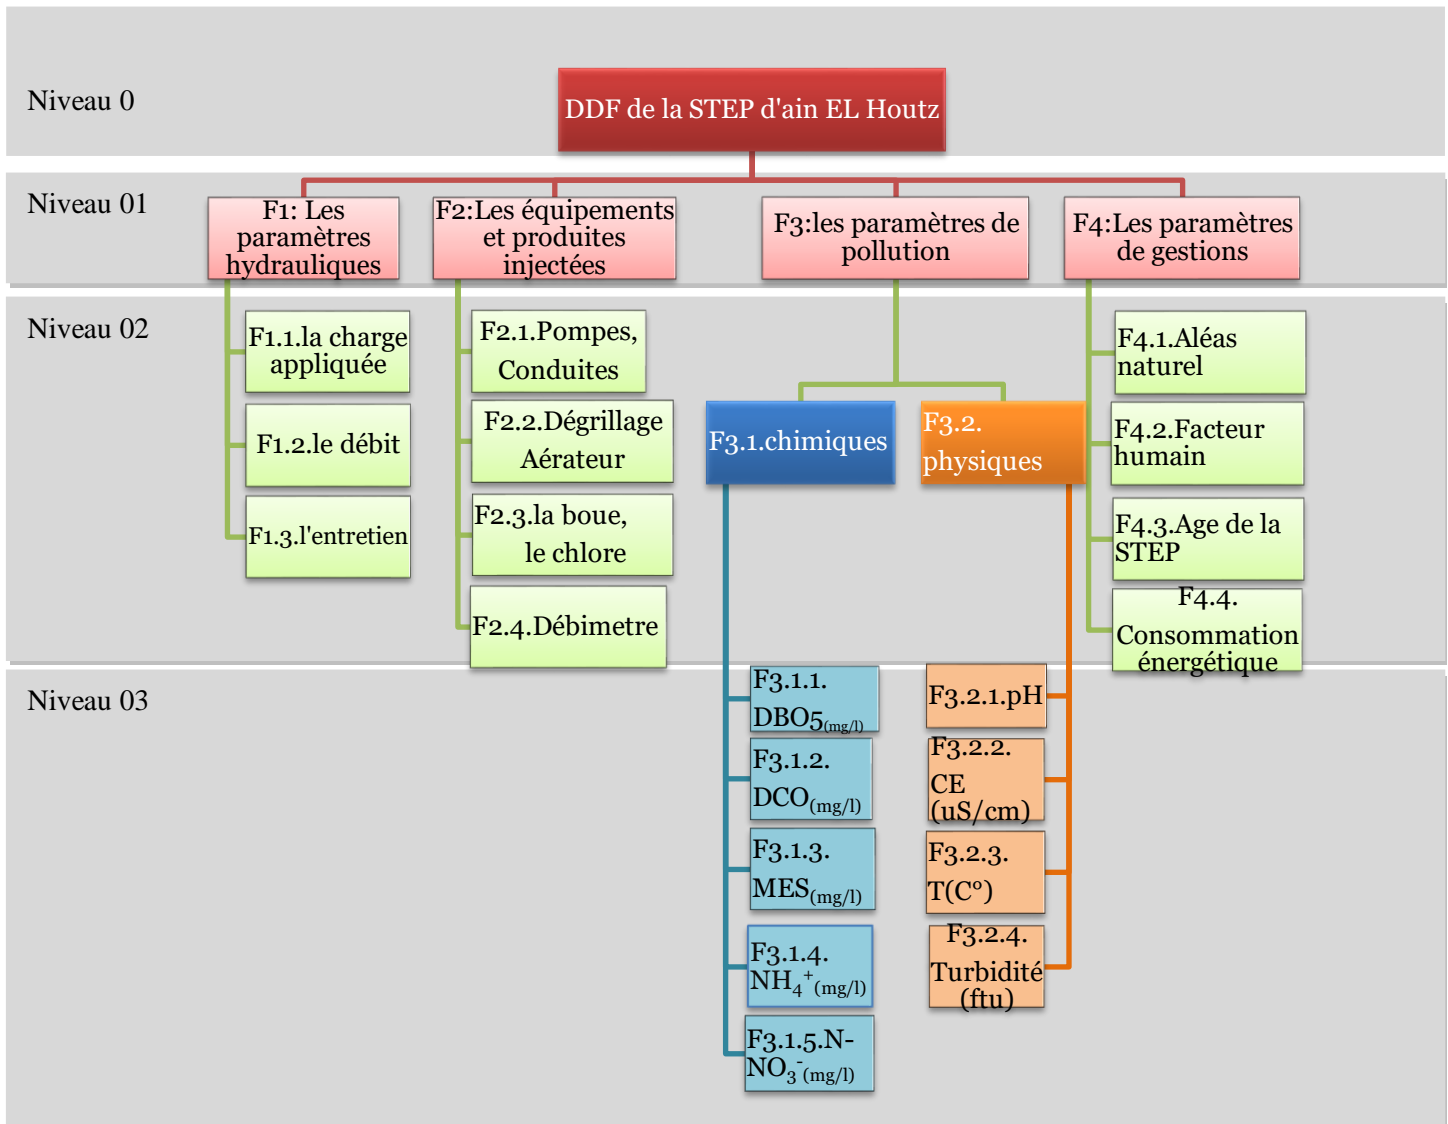 Niveau 0
DDF de la STEP d'ain EL Houtz
Niveau 01
F1: Les
paramètres
hydrauliques
F2:Les équipements
et produites
injectées
F3:les paramètres de
pollution
F4:Les paramètres
de gestions
Niveau 02
F1.1.la charge
appliquée
F1.2.le débit
F1.3.l'entretien
F2.1.Pompes,
Conduites
F2.2.Dégrillage
Aérateur
F2.3.la boue,
le chlore
F2.4.Débimetre
F3.1.chimiques
F3.2.
physiques
F4.1.Aléas
naturel
F4.2.Facteur
humain
F4.3.Age de la
STEP
F4.4.
Consommation
énergétique
Niveau 03
F3.1.1.
DBO5(mg/l)
F3.1.2.
DCO(mg/l)
F3.1.3.
MES(mg/l)
F3.1.4.
NH₄⁺(mg/l)
F3.1.5.N-
NO₃⁻(mg/l)
F3.2.1.pH
F3.2.2.
CE
(uS/cm)
F3.2.3.
T(C°)
F3.2.4.
Turbidité
(ftu)